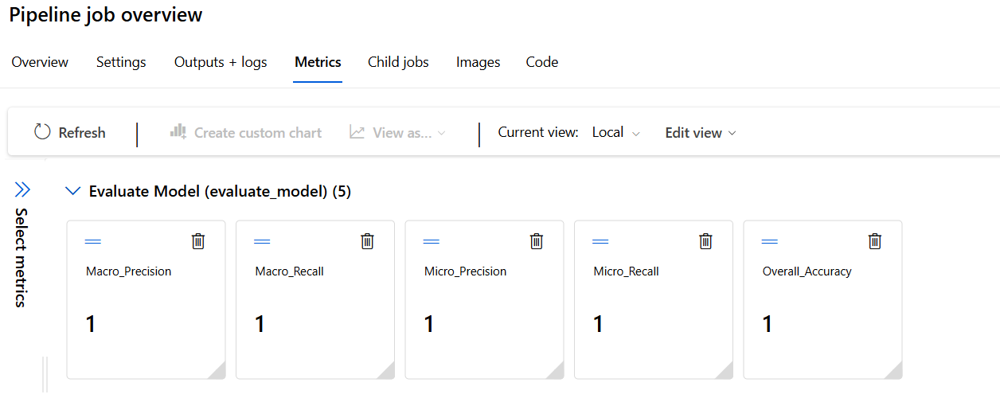 Pipeline job overview
Overview Settings Outputs + logs Metrics Child jobs Images Code
Refresh Create custom chart View as... Current view: Local Edit view
Select metrics
Evaluate Model (evaluate_model) (5)
Macro_Precision Macro_Recall Micro_Precision Micro_Recall Overall_Accuracy
1 1 1 1 1